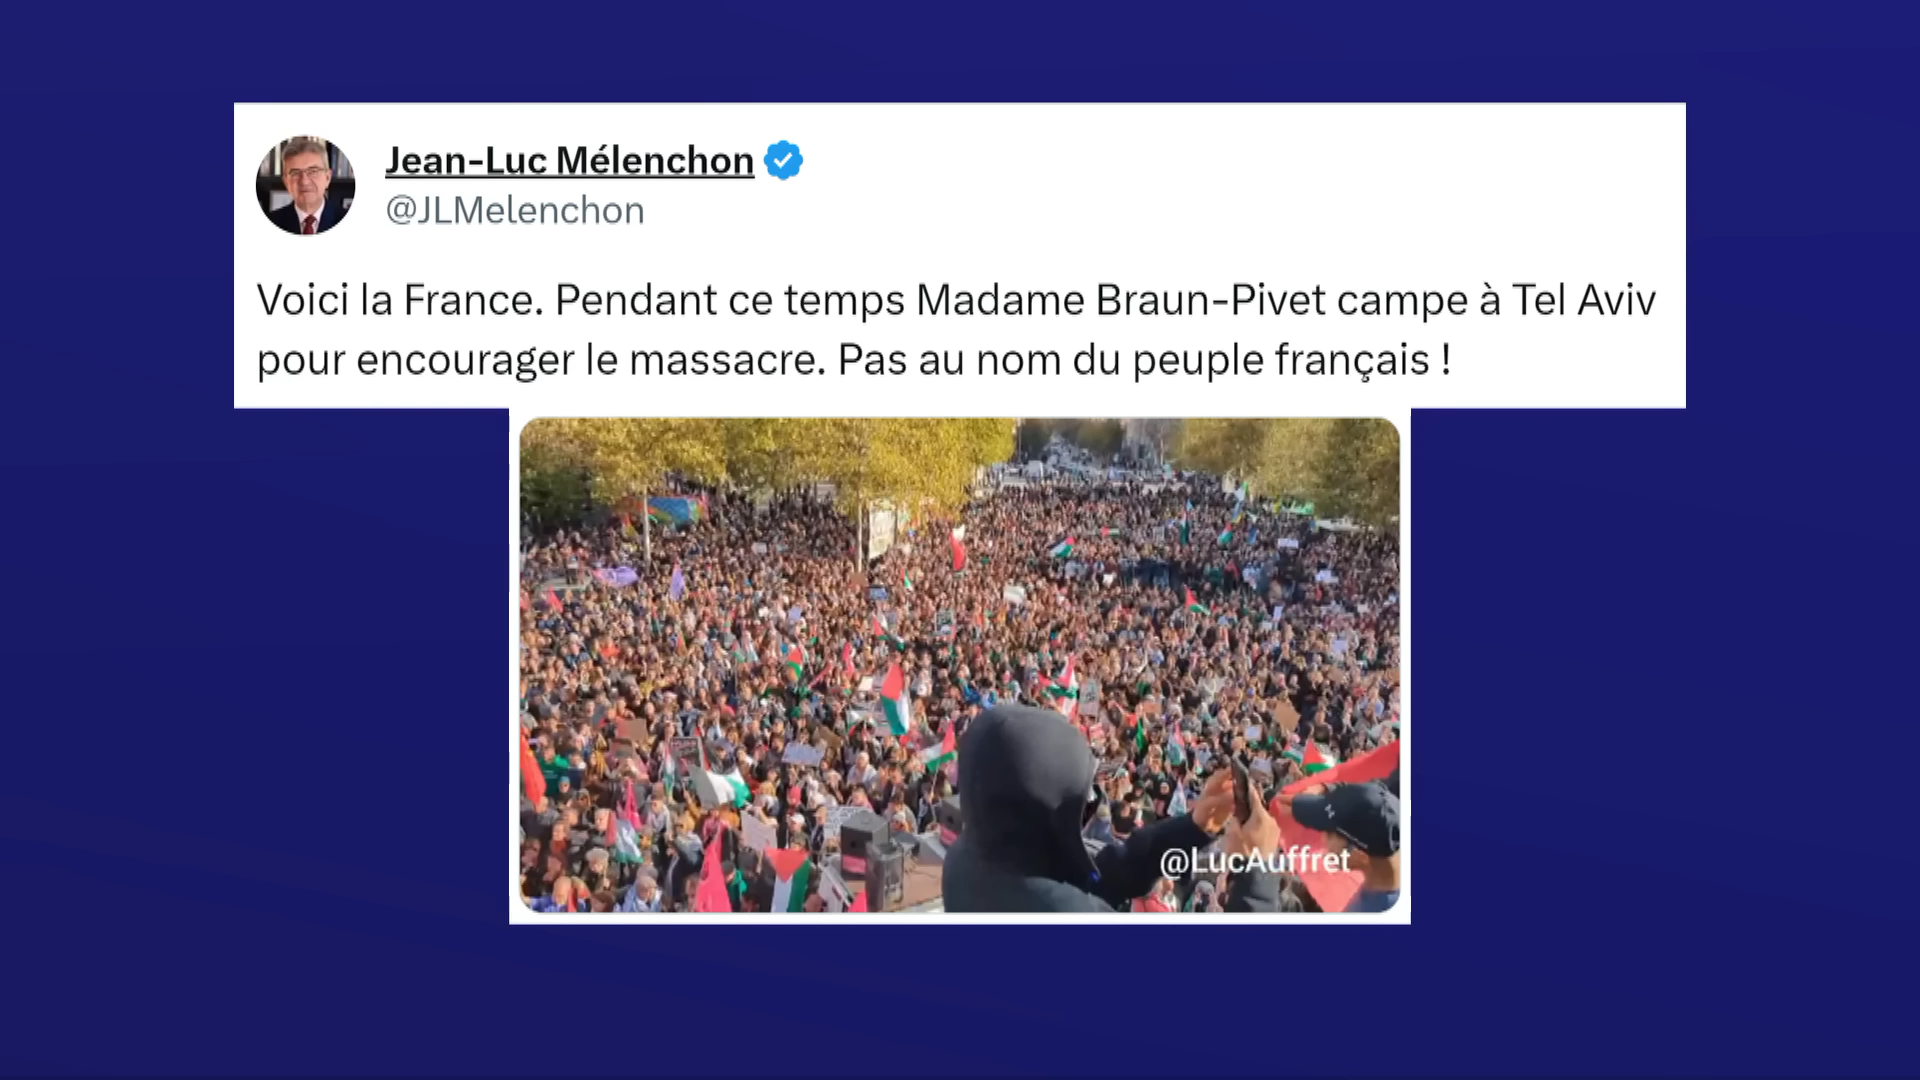 Jean-Luc Mélenchon
@JLMelenchon
Voici la France. Pendant ce temps Madame Braun-Pivet campe à Tel Aviv
pour encourager le massacre. Pas au nom du peuple français !
@LucAuffret